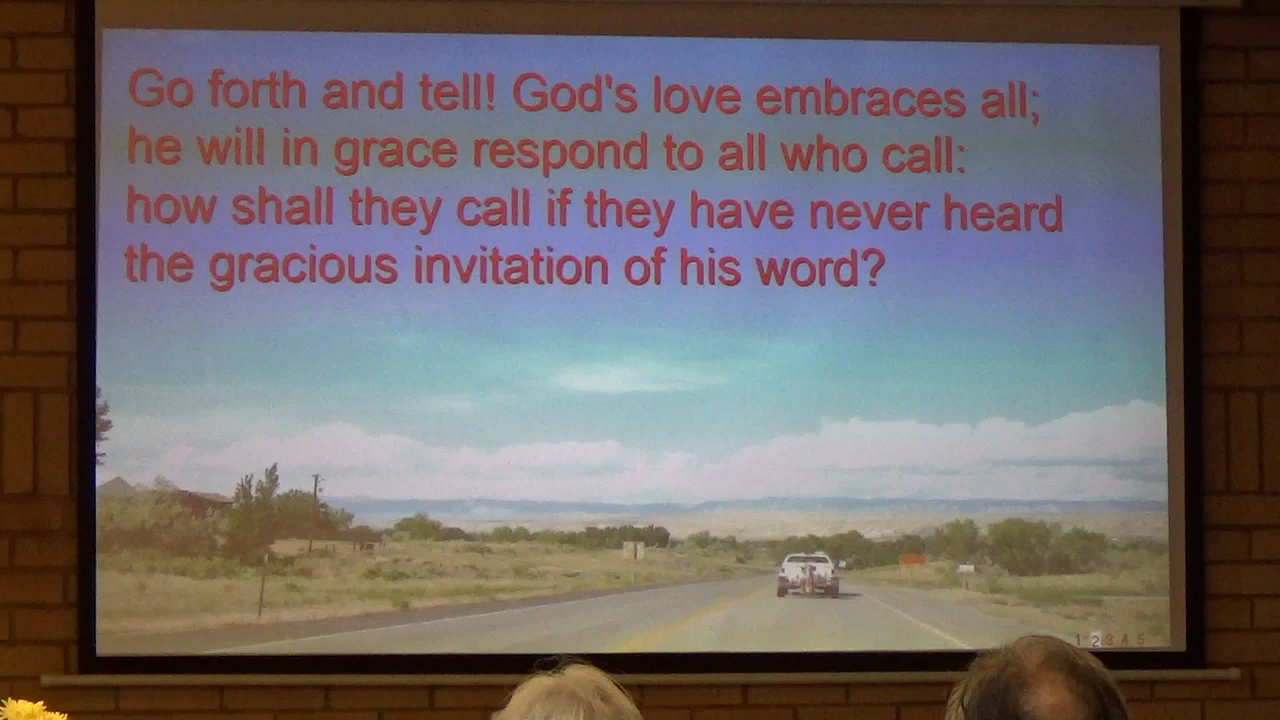 Go forth and tell! God's love embraces all;
he will in grace respond to all who call:
how shall they call if they have never heard
the gracious invitation of his word?
1 2 3 4 5